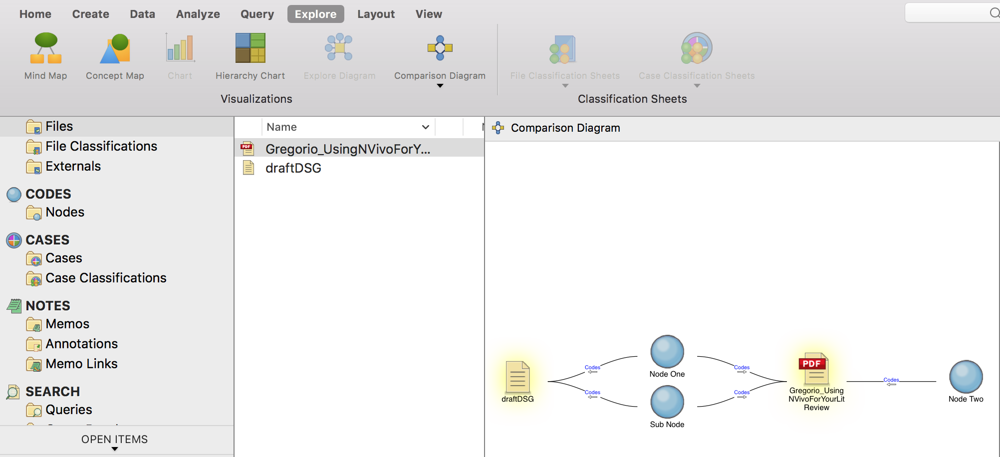 Home Create Data Analyze Query Explore Layout View
Mind Map Concept Map Chart Hierarchy Chart Explore Diagram Comparison Diagram File Classification Sheets Case Classification Sheets
Visualizations Classification Sheets
Files
File Classifications
Externals
CODES
Nodes
CASES
Cases
Case Classifications
NOTES
Memos
Annotations
Memo Links
SEARCH
Queries
OPEN ITEMS
Name
PDF Gregorio_UsingNVivoForY...
draftDSG
Comparison Diagram
draftDSG
Codes
Codes
Node One
Sub Node
Codes
Codes
PDF
Gregorio_Using
NVivoForYourLit
Review
Codes
Node Two